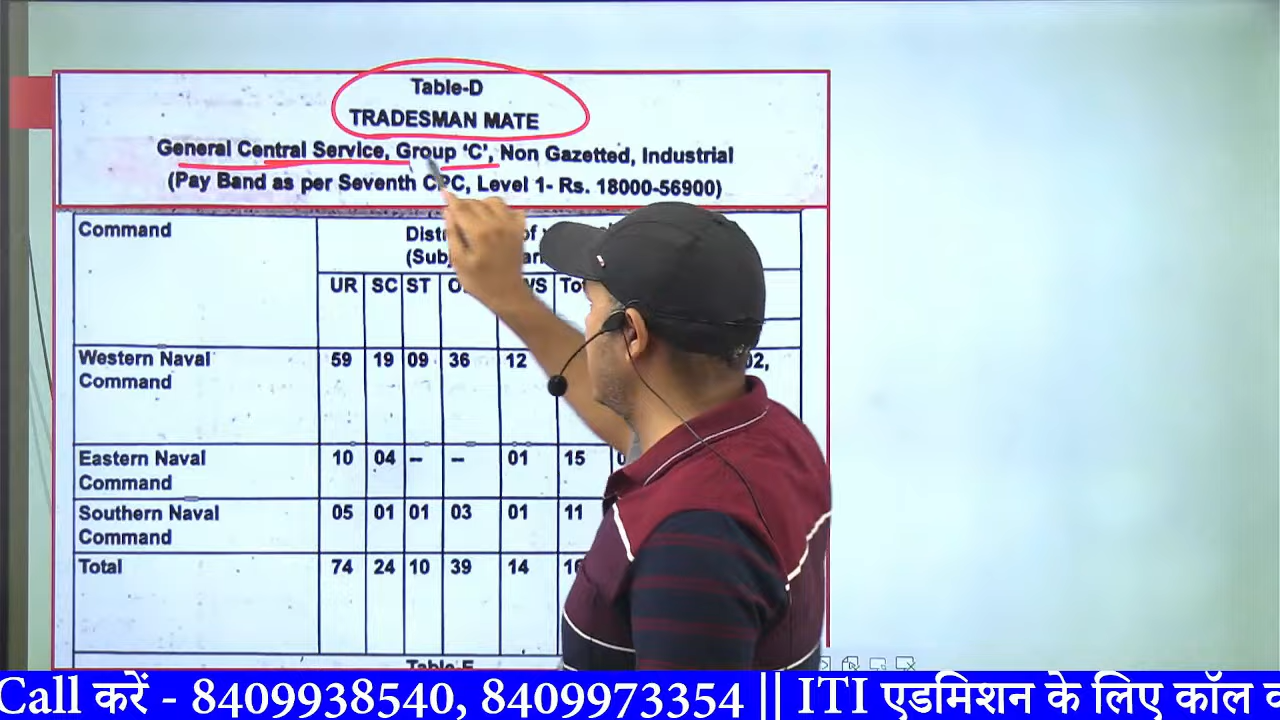 Table-D
TRADESMAN MATE
General Central Service, Group ‘C’, Non Gazetted, Industrial
(Pay Band as per Seventh CPC, Level 1- Rs. 18000-56900)
Command
UR SC ST
Western Naval Command 59 19 09 36 12
Eastern Naval Command 10 04 – – 01 15
Southern Naval Command 05 01 01 03 01 11
Total 74 24 10 39 14
Call करें - 8409938540, 8409973354 || ITI एडमिशन के लिए कॉल